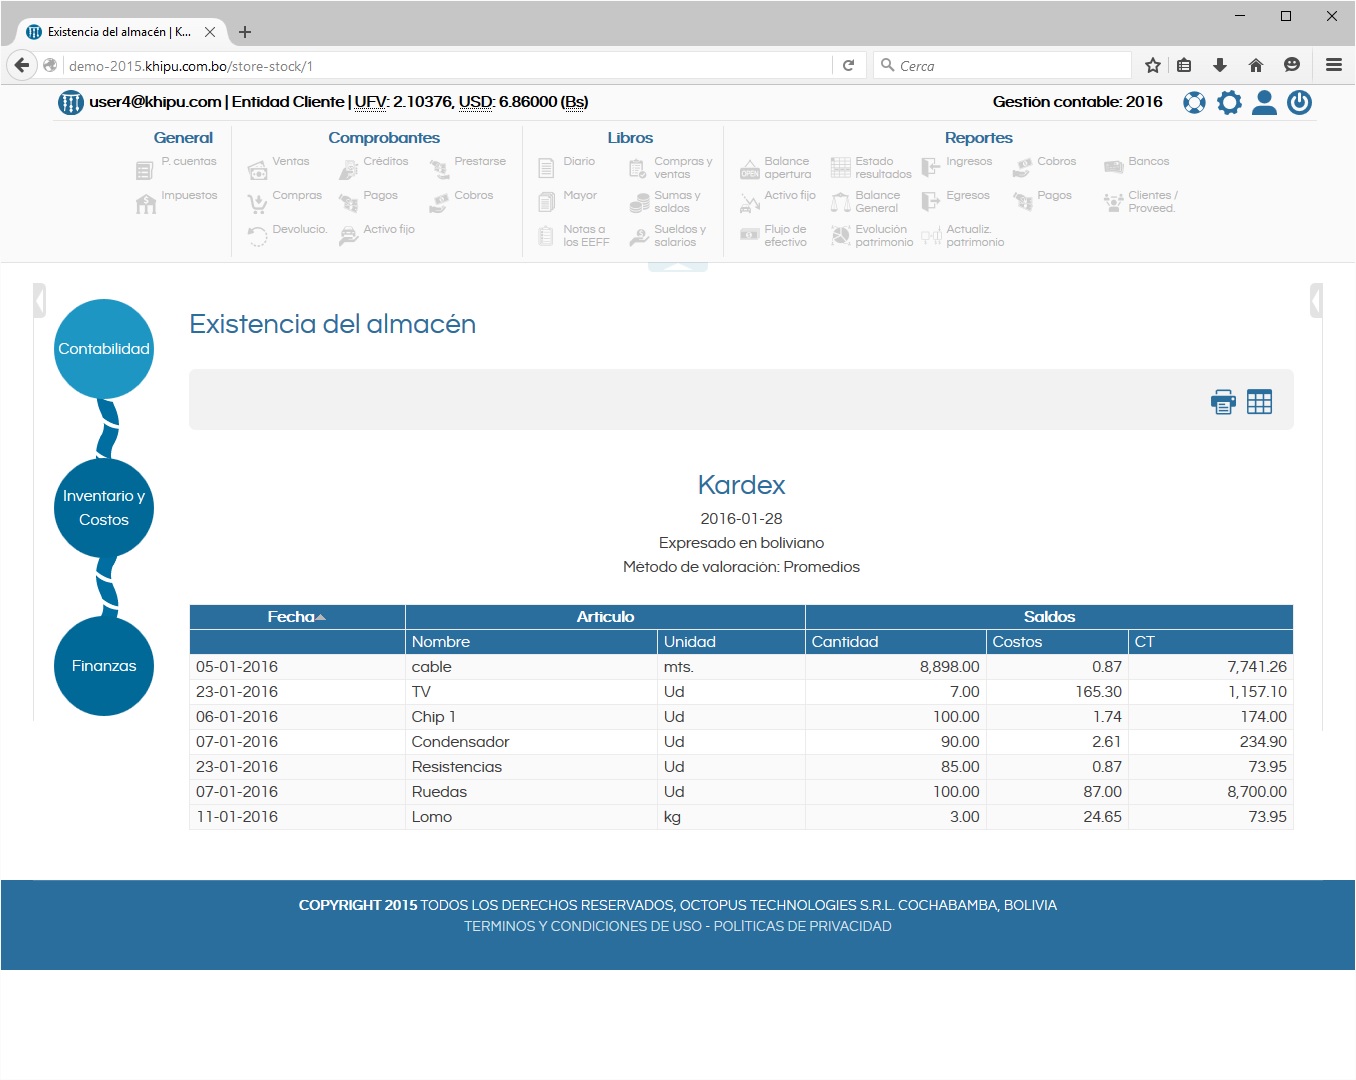 Existencia del almacén | K...
demo-2015.khipu.com.bo/store-stock/1
Cerca
user4@khipu.com | Entidad Cliente | UFV: 2.10376, USD: 6.86000 (Bs)
Gestión contable: 2016
General
P. cuentas
Impuestos
Comprobantes
Ventas
Créditos
Prestarse
Compras
Pagos
Cobros
Devolucio.
Activo fijo
Libros
Diario
Compras y
ventas
Mayor
Sumas y
saldos
Notas a
los EEFF
Sueldos y
salarios
Reportes
Balance
apertura
Estado
resultados
Ingresos
Cobros
Bancos
Activo fijo
Balance
General
Egresos
Pagos
Clientes /
Proveed.
Flujo de
efectivo
Evolución
patrimonio
Actualiz.
patrimonio
OPEN
Contabilidad
Inventario y
Costos
Finanzas
Existencia del almacén
Kardex
2016-01-28
Expresado en boliviano
Método de valoración: Promedios
Fecha Articulo Saldos
Nombre Unidad Cantidad Costos CT
05-01-2016 cable mts. 8,898.00 0.87 7,741.26
23-01-2016 TV Ud 7.00 165.30 1,157.10
06-01-2016 Chip 1 Ud 100.00 1.74 174.00
07-01-2016 Condensador Ud 90.00 2.61 234.90
23-01-2016 Resistencias Ud 85.00 0.87 73.95
07-01-2016 Ruedas Ud 100.00 87.00 8,700.00
11-01-2016 Lomo kg 3.00 24.65 73.95
COPYRIGHT 2015 TODOS LOS DERECHOS RESERVADOS, OCTOPUS TECHNOLOGIES S.R.L. COCHABAMBA, BOLIVIA
TERMINOS Y CONDICIONES DE USO - POLÍTICAS DE PRIVACIDAD